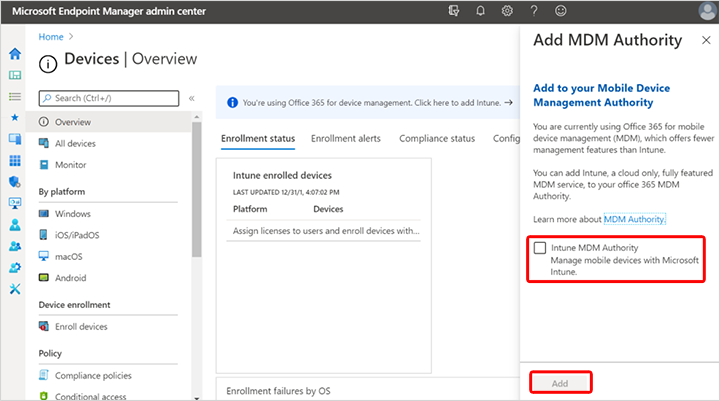 Microsoft Endpoint Manager admin center
Home
Devices | Overview
Search (Ctrl+/)
Overview
All devices
Monitor
By platform
Windows
iOS/iPadOS
macOS
Android
Device enrollment
Enroll devices
Policy
Compliance policies
Conditional access
You're using Office 365 for device management. Click here to add Intune. →
Enrollment status
Enrollment alerts
Compliance status
Config
Intune enrolled devices
LAST UPDATED 12/31/1, 4:07:02 PM
Platform
Devices
Assign licenses to users and enroll devices with...
Enrollment failures by OS
Add MDM Authority
Add to your Mobile Device
Management Authority
You are currently using Office 365 for mobile
device management (MDM), which offers fewer
management features than Intune.
You can add Intune, a cloud only, fully featured
MDM service, to your office 365 MDM
Authority.
Learn more about MDM Authority.
Intune MDM Authority
Manage mobile devices with Microsoft
Intune.
Add